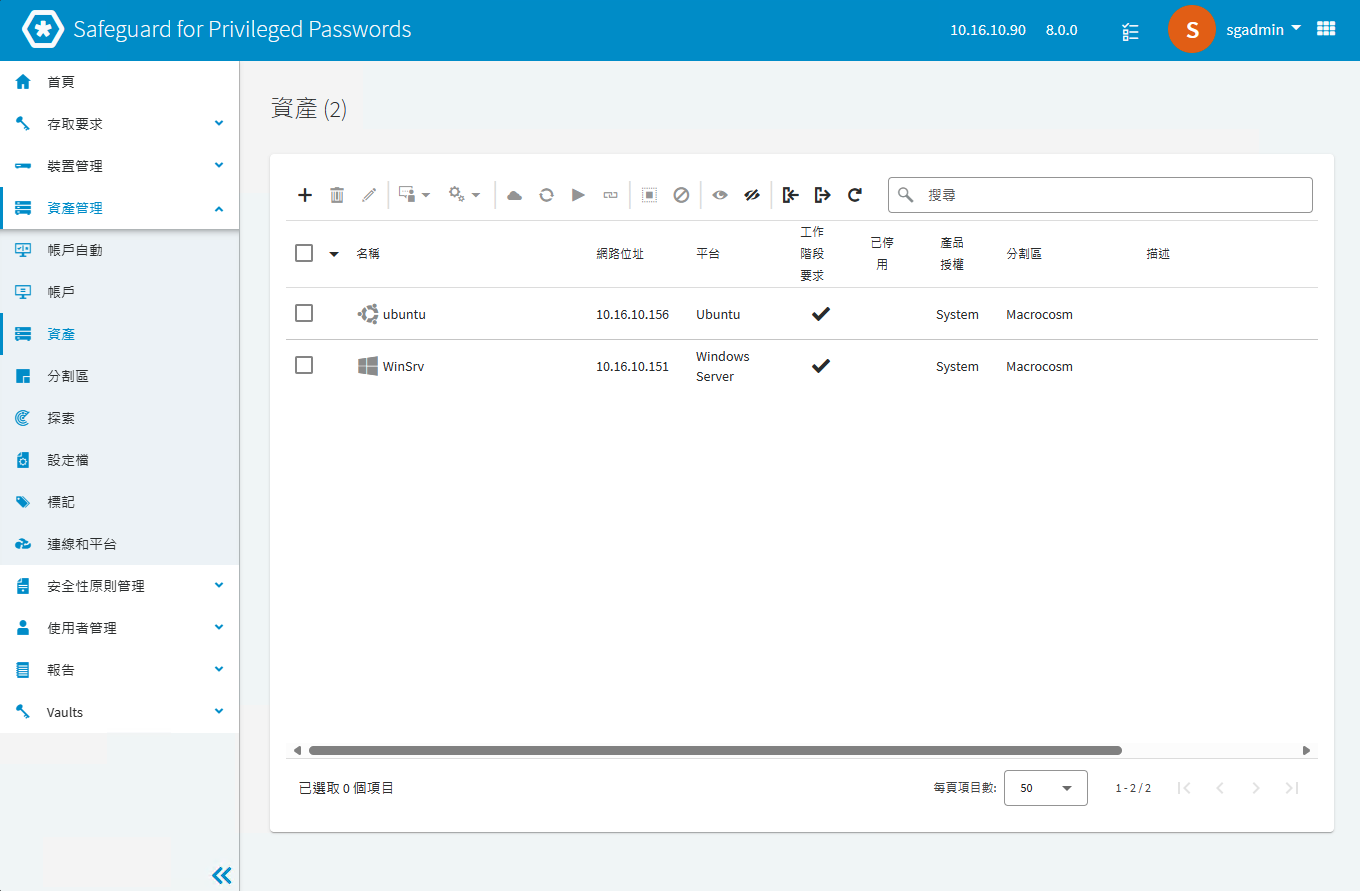 Safeguard for Privileged Passwords
10.16.10.90 8.0.0 S sgadmin
首頁
存取要求
裝置管理
資產管理
帳戶自動
帳戶
資產
分割區
探索
設定檔
標記
連線和平台
安全性原則管理
使用者管理
報告
Vaults
資產 (2)
搜尋
名稱 網路位址 平台 工作階段要求 已停用 產品授權 分割區 描述
ubuntu 10.16.10.156 Ubuntu System Macrocosm
WinSrv 10.16.10.151 Windows Server System Macrocosm
已選取 0 個項目 每頁項目數: 50 1 - 2 / 2